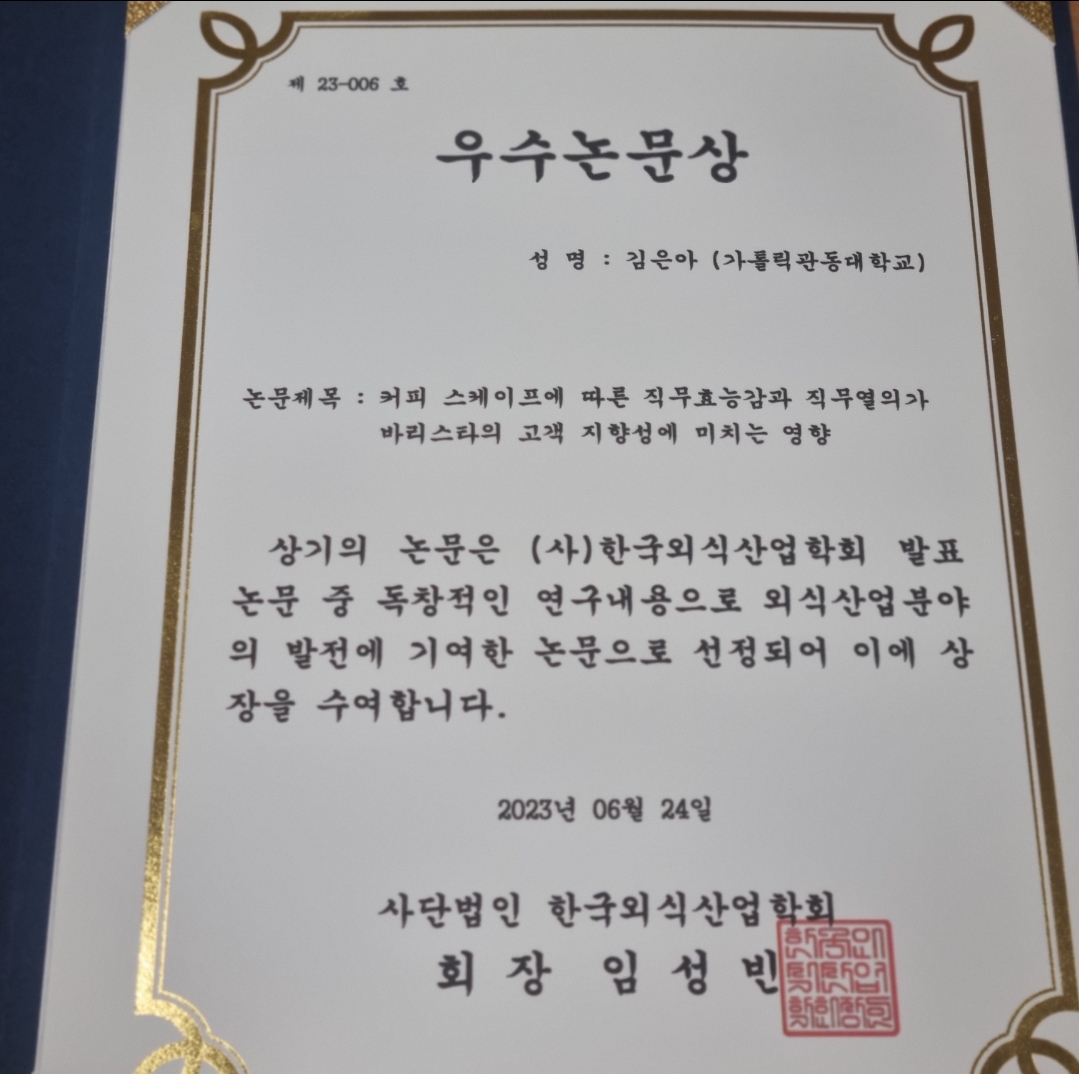 제 23-006 호
우수논문상
성 명 : 김은아 (가톨릭관동대학교)
논문제목 : 커피 스케이프에 따른 직무효능감과 직무열의가
바리스타의 고객 지향성에 미치는 영향
상기의 논문은 (사)한국외식산업학회 발표
논문 중 독창적인 연구내용으로 외식산업분야
의 발전에 기여한 논문으로 선정되어 이에 상
장을 수여합니다.
2023년 06월 24일
사단법인 한국외식산업학회
회 장 임 성 빈